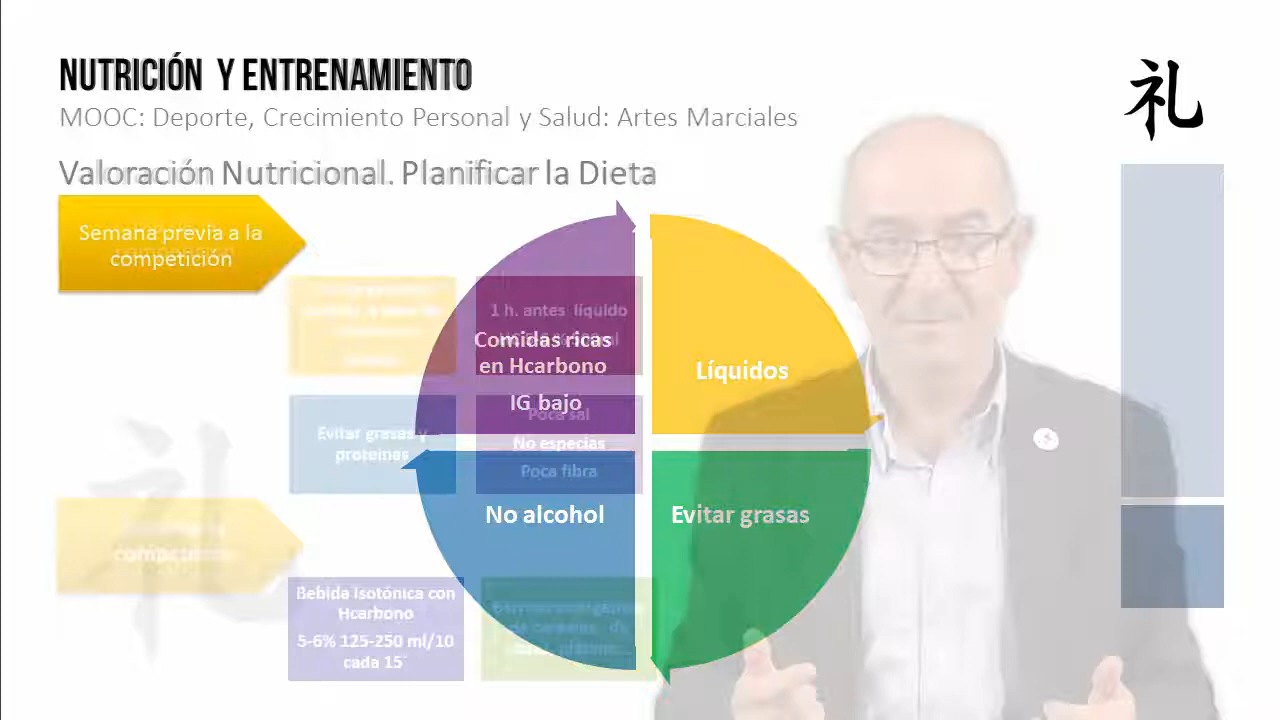 NUTRICIÓN Y ENTRENAMIENTO
礼
MOOC: Deporte, Crecimiento Personal y Salud: Artes Marciales
Valoración Nutricional. Planificar la Dieta
Semana previa a la
competición
1 h. antes líquido
Comidas ricas
en Hcarbono
IG bajo
Líquidos
Poca sal
No especias
Poca fibra
Evitar grasas y
proteínas
No alcohol
Evitar grasas
礼
Bebida Isotónica con
Hcarbono
5-6% 125-250 ml/10
cada 15